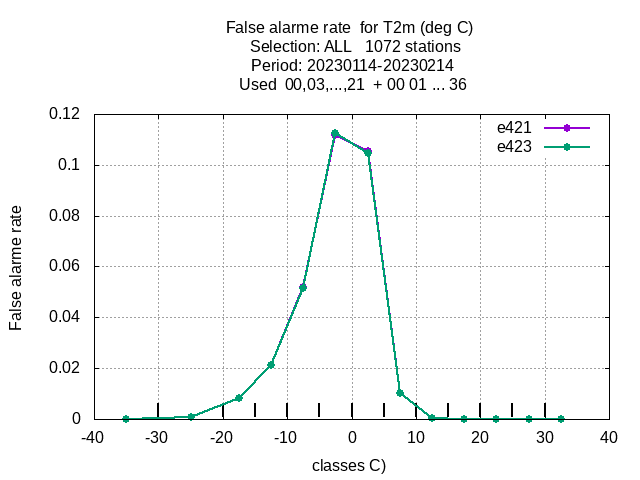 False alarme rate  for T2m (deg C)
Selection: ALL   1072 stations
Period: 20230114-20230214
Used  00,03,...,21  + 00 01 ... 36
e421
e423
False alarme rate
0.12
0.1
0.08
0.06
0.04
0.02
0
-40 -30 -20 -10 0 10 20 30 40
classes C)